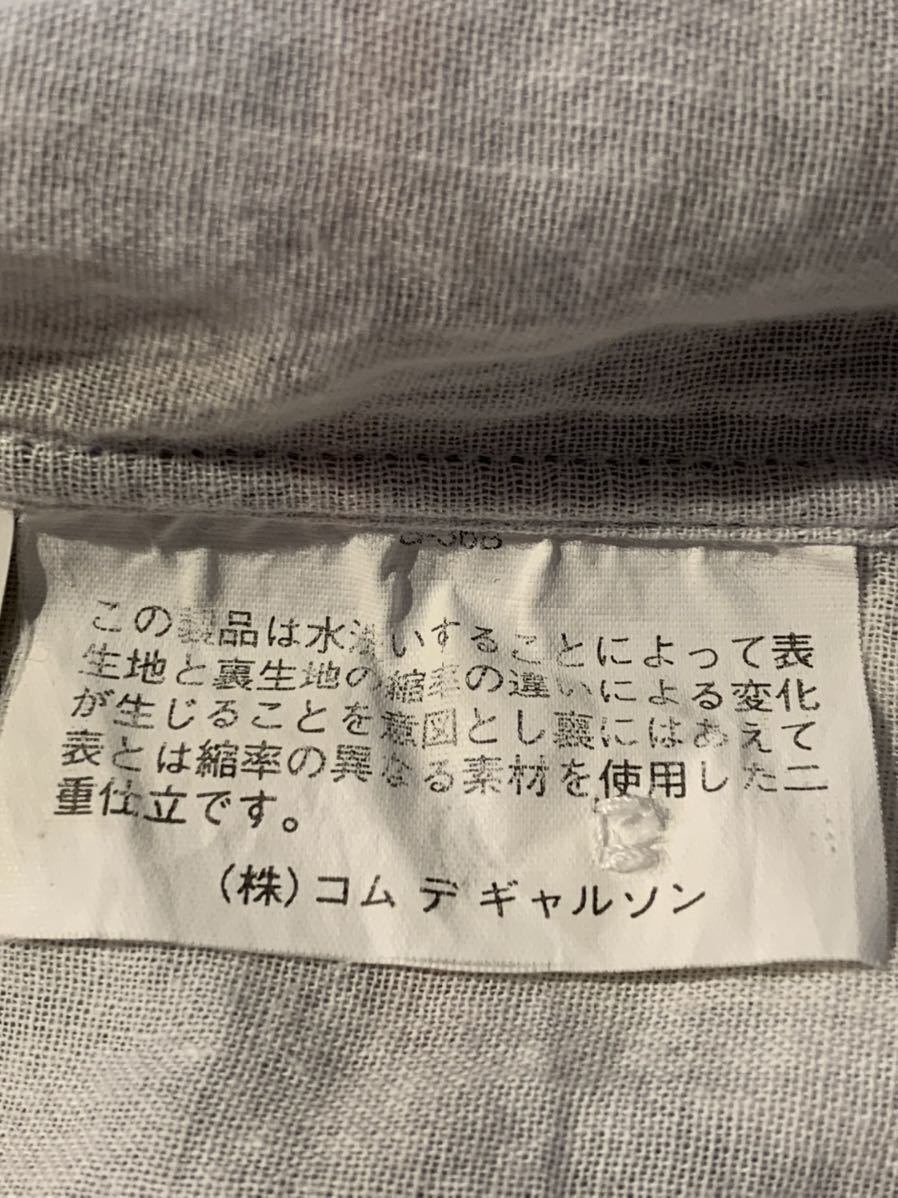 この製品は水洗いすることによって表
生地と裏生地の縮率の違いによる変化
が生じることを意図とし裏にはあえて
表とは縮率の異なる素材を使用した二
重仕立です。
(株)コム デ ギャルソン